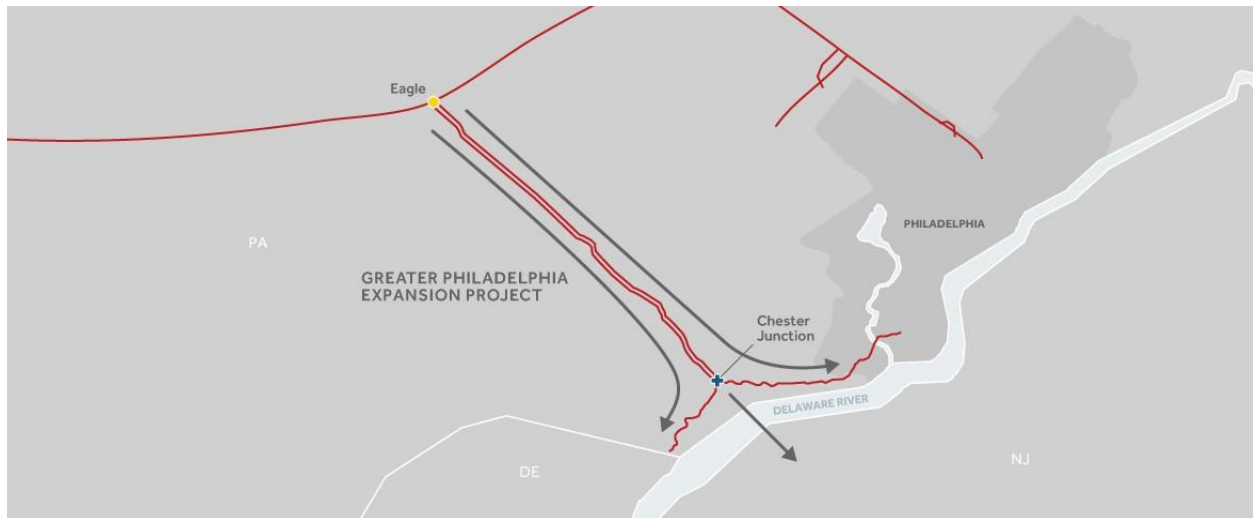 Eagle
PHILADELPHIA
PA
GREATER PHILADELPHIA
EXPANSION PROJECT
Chester
Junction
DELAWARE RIVER
DE
NJ